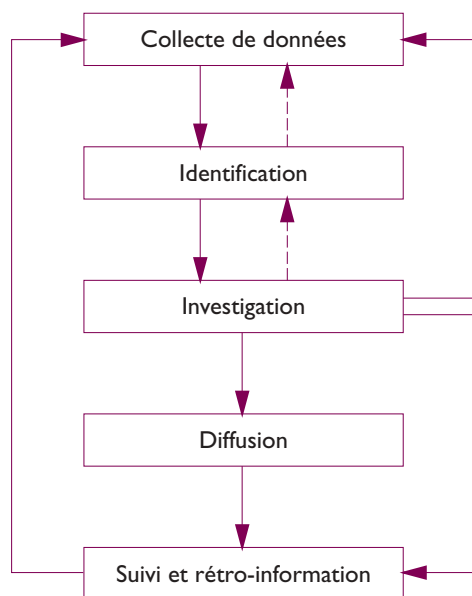 Collecte de données
Identification
Investigation
Diffusion
Suivi et rétro-information